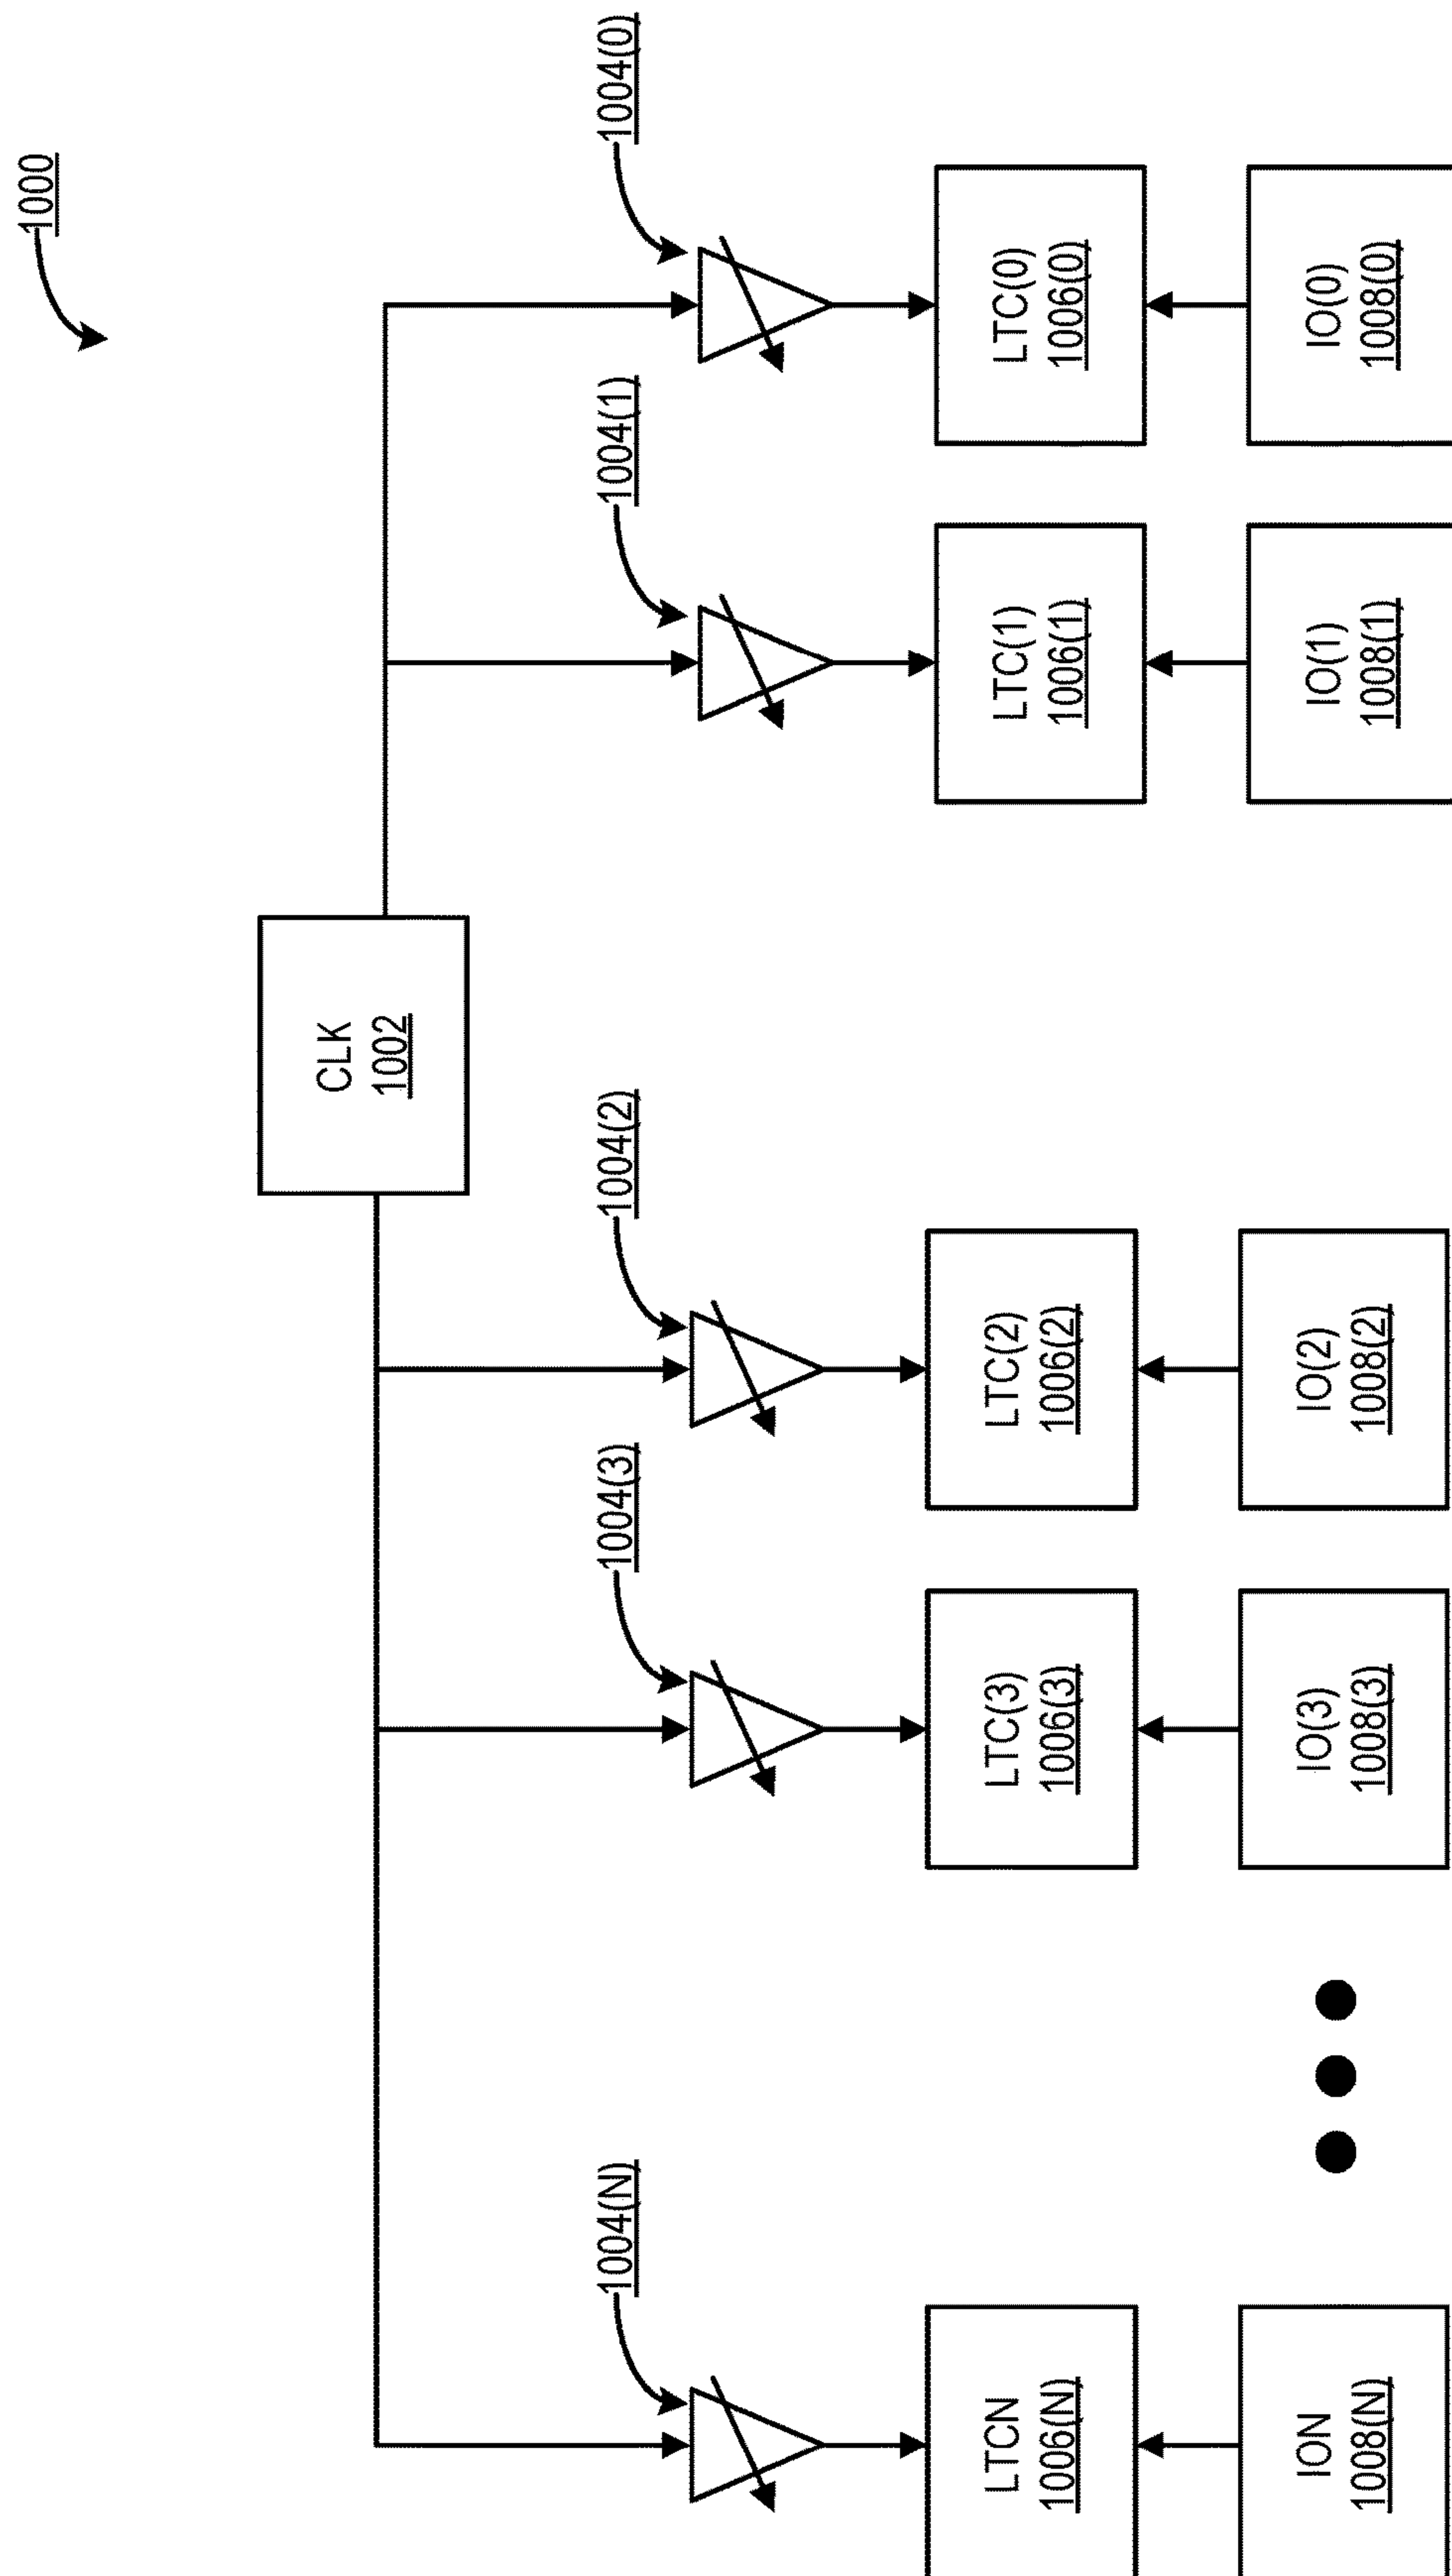 1000
CLK
1002
1004(N)
1004(3)
1004(2)
1004(1)
1004(0)
LTCN
1006(N)
LTC(3)
1006(3)
LTC(2)
1006(2)
LTC(1)
1006(1)
LTC(0)
1006(0)
ION
1008(N)
IO(3)
1008(3)
IO(2)
1008(2)
IO(1)
1008(1)
IO(0)
1008(0)